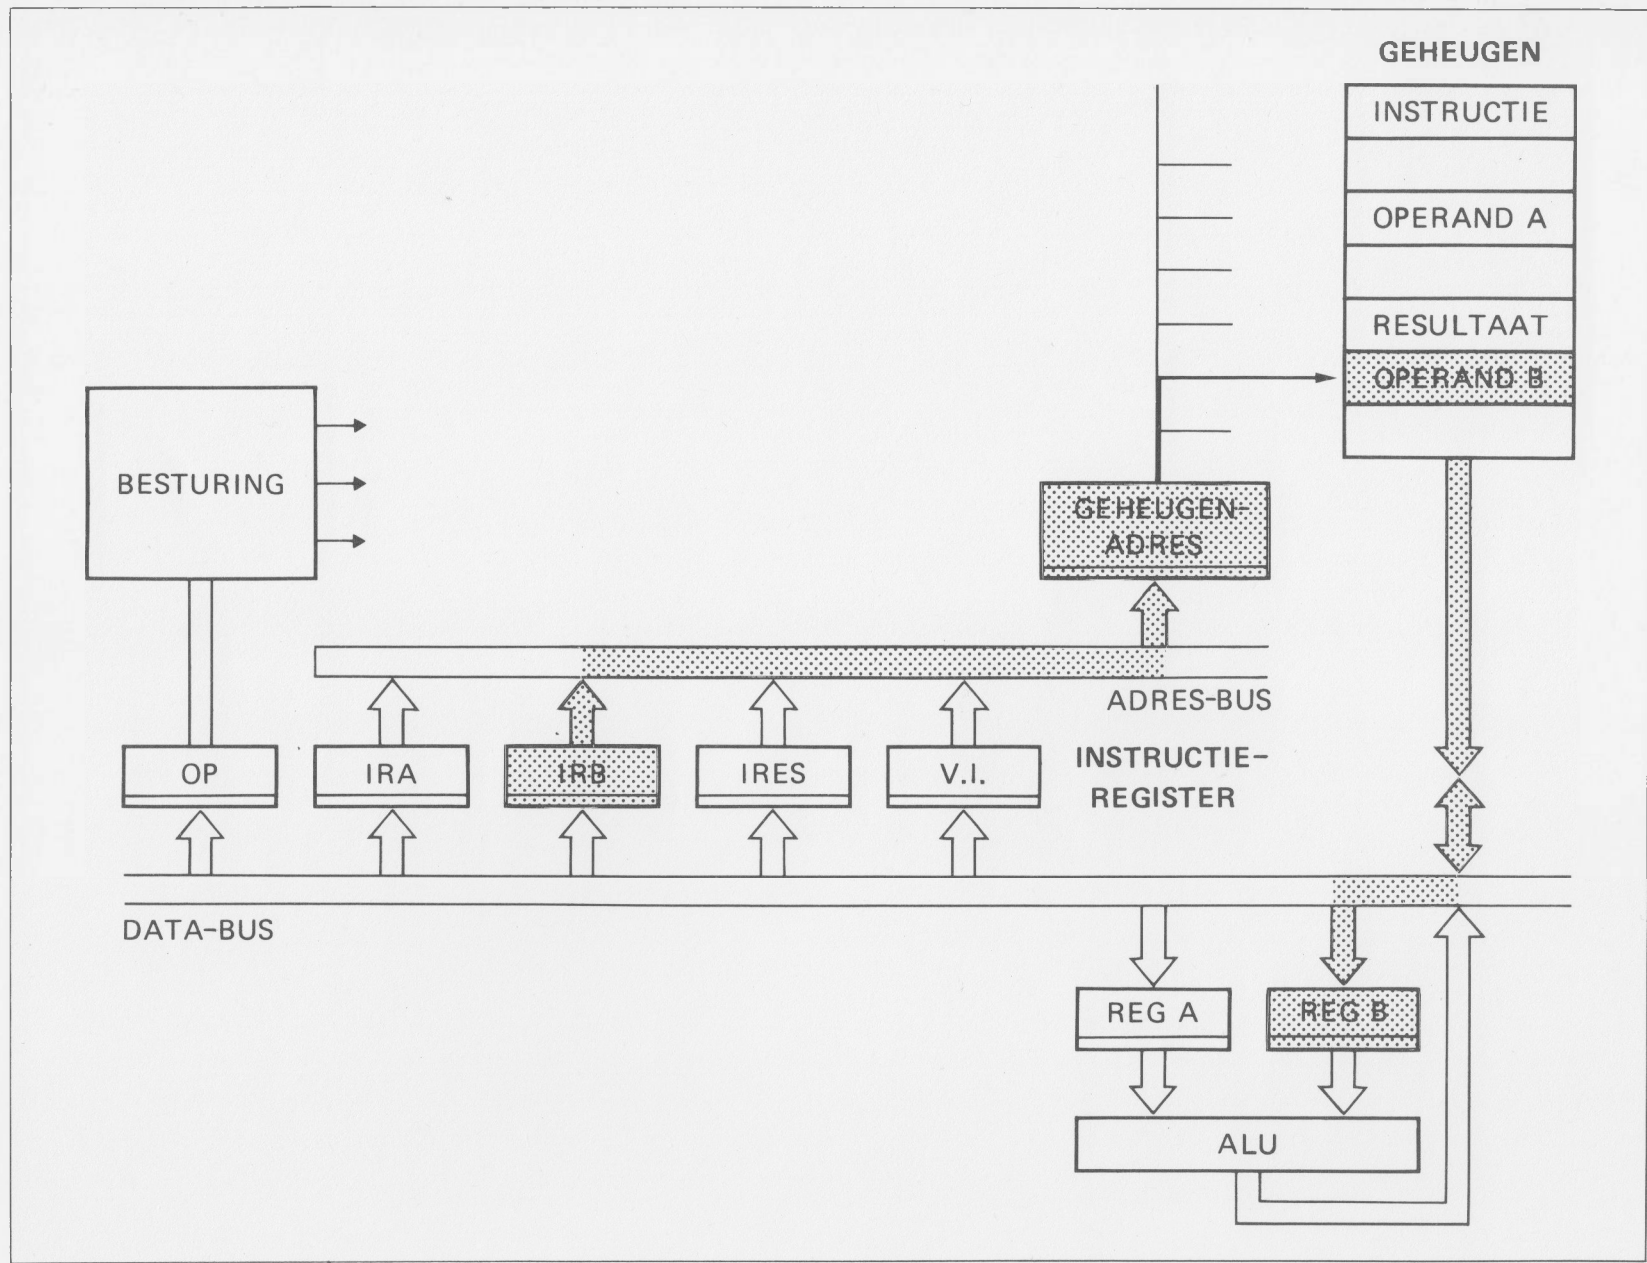 GEHEUGEN
INSTRUCTIE
OPERAND A
RESULTAAT
OPERAND B
BESTURING
GEHEUGEN-
ADRES
ADRES-BUS
OP
IRA
IRB
IRES
V.I.
INSTRUCTIE-
REGISTER
DATA-BUS
REG A
REG B
ALU